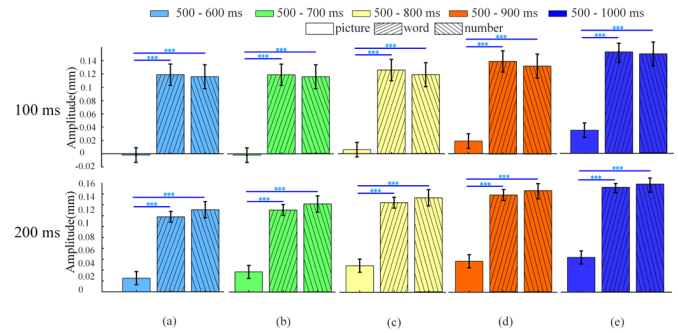 500 - 600 ms 500 - 700 ms 500 - 800 ms 500 - 900 ms 500 - 1000 ms
picture word number
100 ms
Amplitude(mm)
0.14
0.12
0.1
0.08
0.06
0.04
0.02
0
-0.02
*** *** *** *** *** *** *** *** *** ***
200 ms
Amplitude(mm)
0.16
0.14
0.12
0.1
0.08
0.06
0.04
0.02
0
*** *** *** *** *** *** *** *** *** ***
(a) (b) (c) (d) (e)